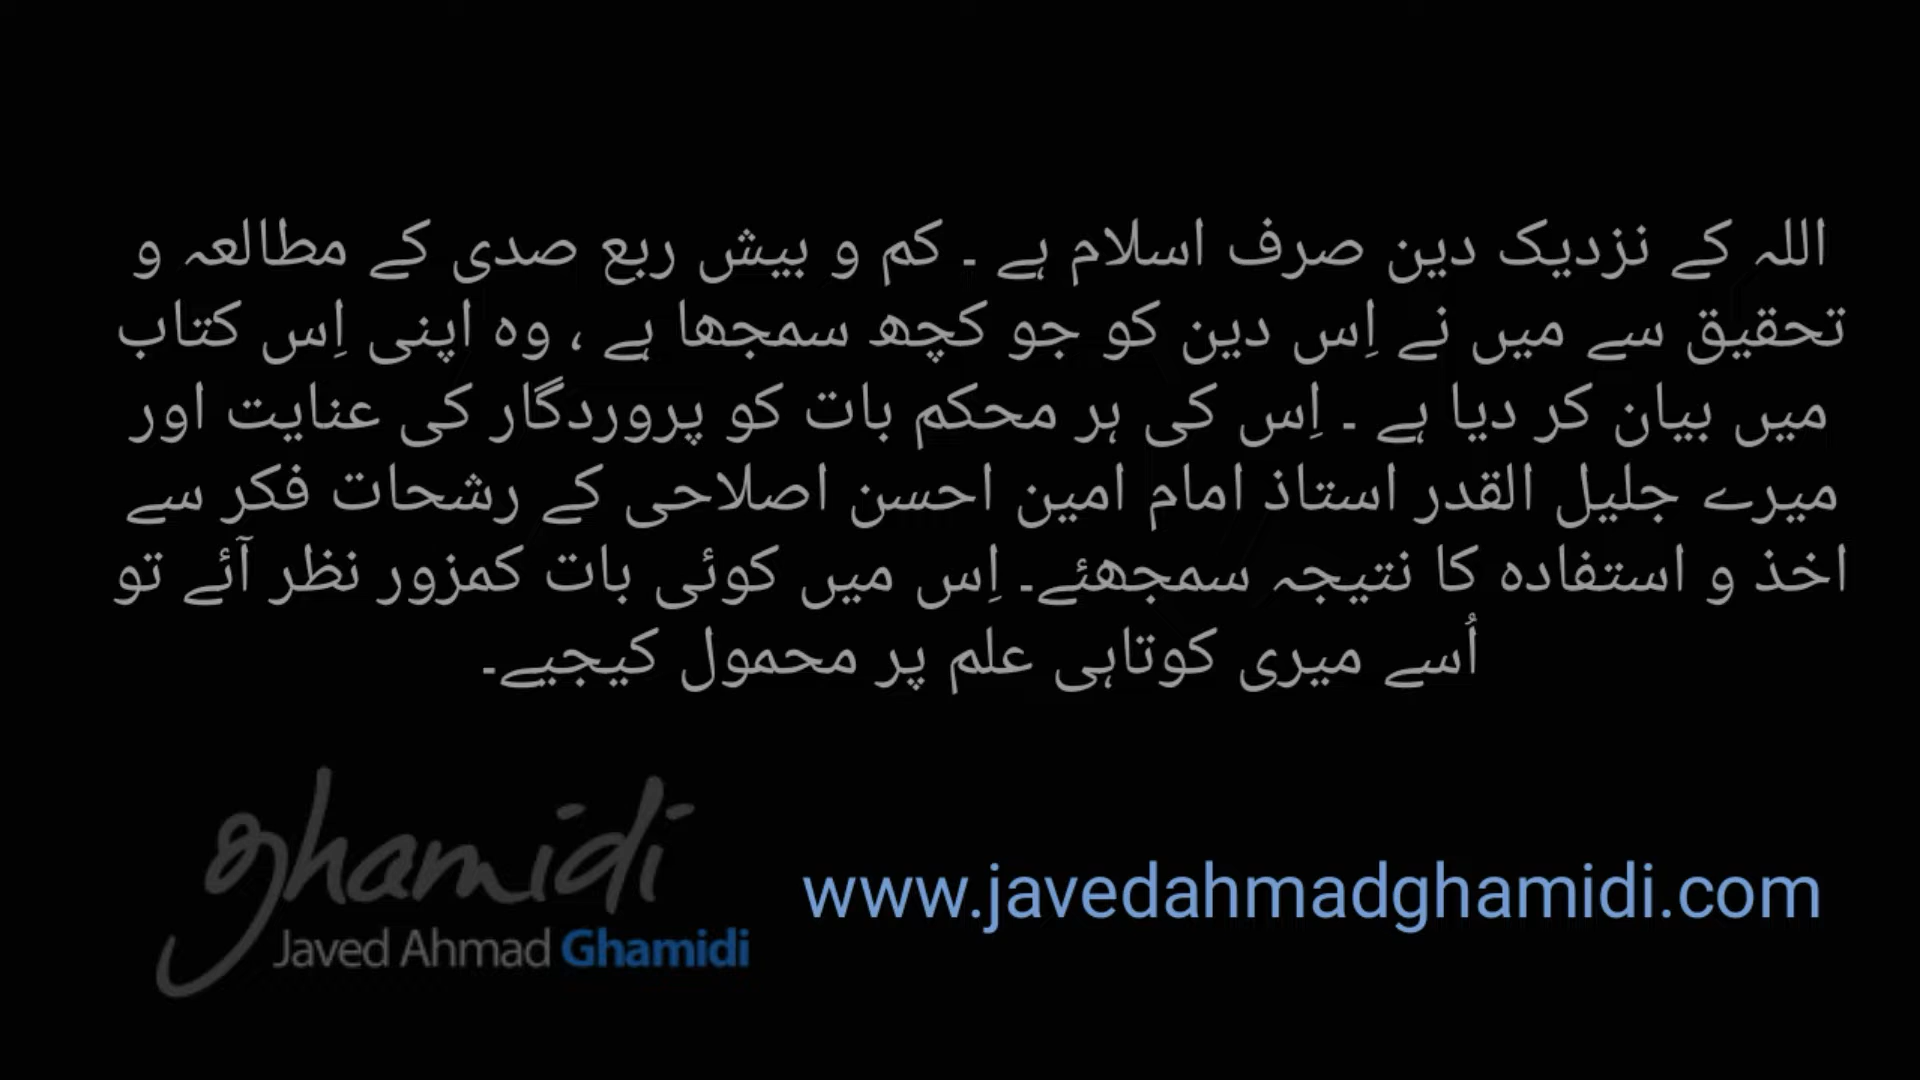 اللہ کے نزدیک دین صرف اسلام ہے ۔ کم و بیش ربع صدی کے مطالعہ و
تحقیق سے میں نے اِس دین کو جو کچھ سمجھا ہے ، وہ اپنی اِس کتاب
میں بیان کر دیا ہے ۔ اِس کی ہر محکم بات کو پروردگار کی عنایت اور
میرے جلیل القدر استاذ امام امین احسن اصلاحی کے رشحات فکر سے
اخذ و استفادہ کا نتیجہ سمجھئے۔ اِس میں کوئی بات کمزور نظر آئے تو
اُسے میری کوتاہی علم پر محمول کیجیے۔
ghamidi
Javed Ahmad Ghamidi
www.javedahmadghamidi.com